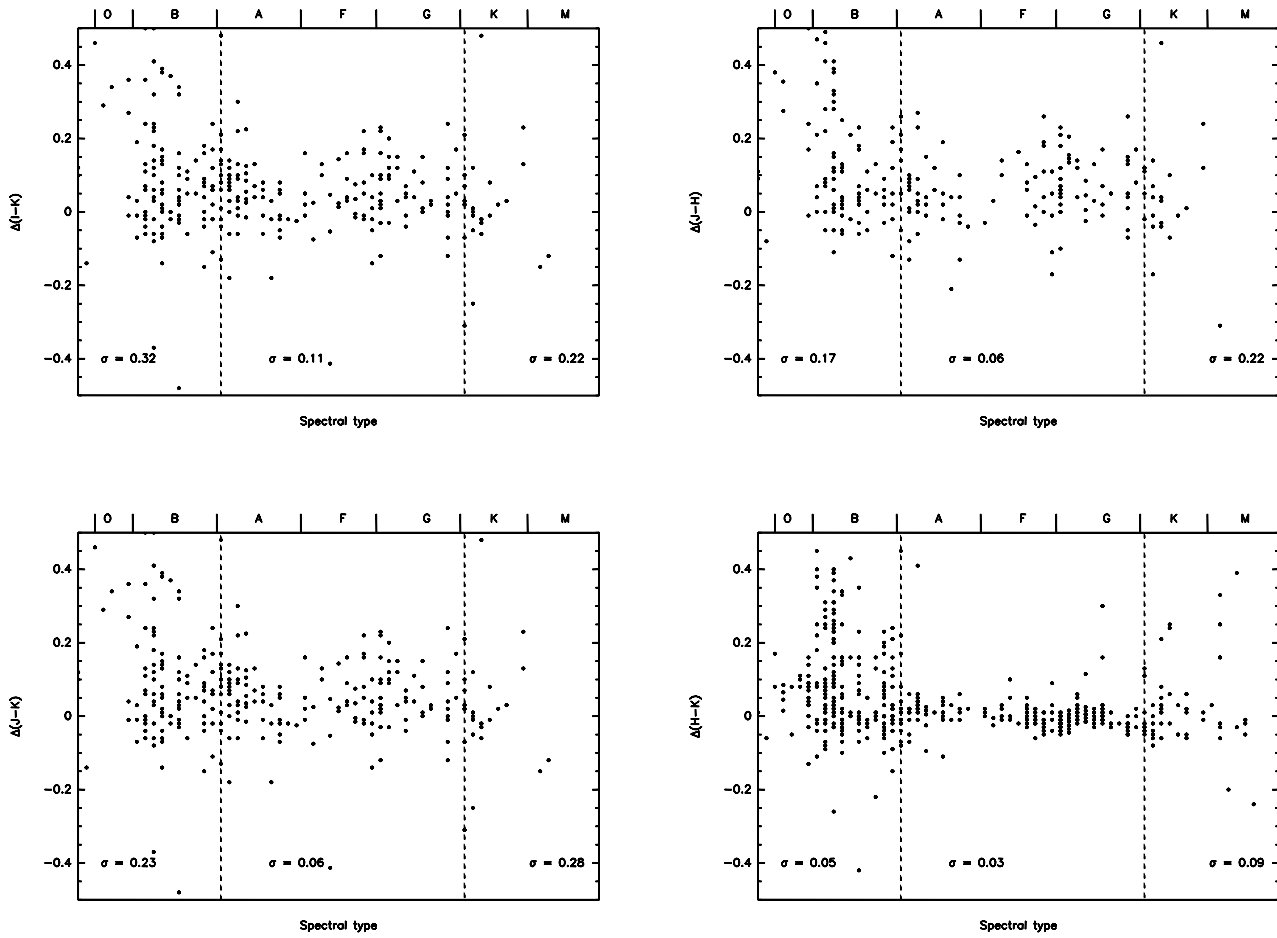 O B A F G K M
0.4
0.2
0
−0.2
−0.4
Δ(I−K)
σ = 0.32 σ = 0.11 σ = 0.22
Spectral type
O B A F G K M
0.4
0.2
0
−0.2
−0.4
Δ(J−H)
σ = 0.17 σ = 0.06 σ = 0.22
Spectral type
O B A F G K M
0.4
0.2
0
−0.2
−0.4
Δ(J−K)
σ = 0.23 σ = 0.06 σ = 0.28
Spectral type
O B A F G K M
0.4
0.2
0
−0.2
−0.4
Δ(H−K)
σ = 0.05 σ = 0.03 σ = 0.09
Spectral type